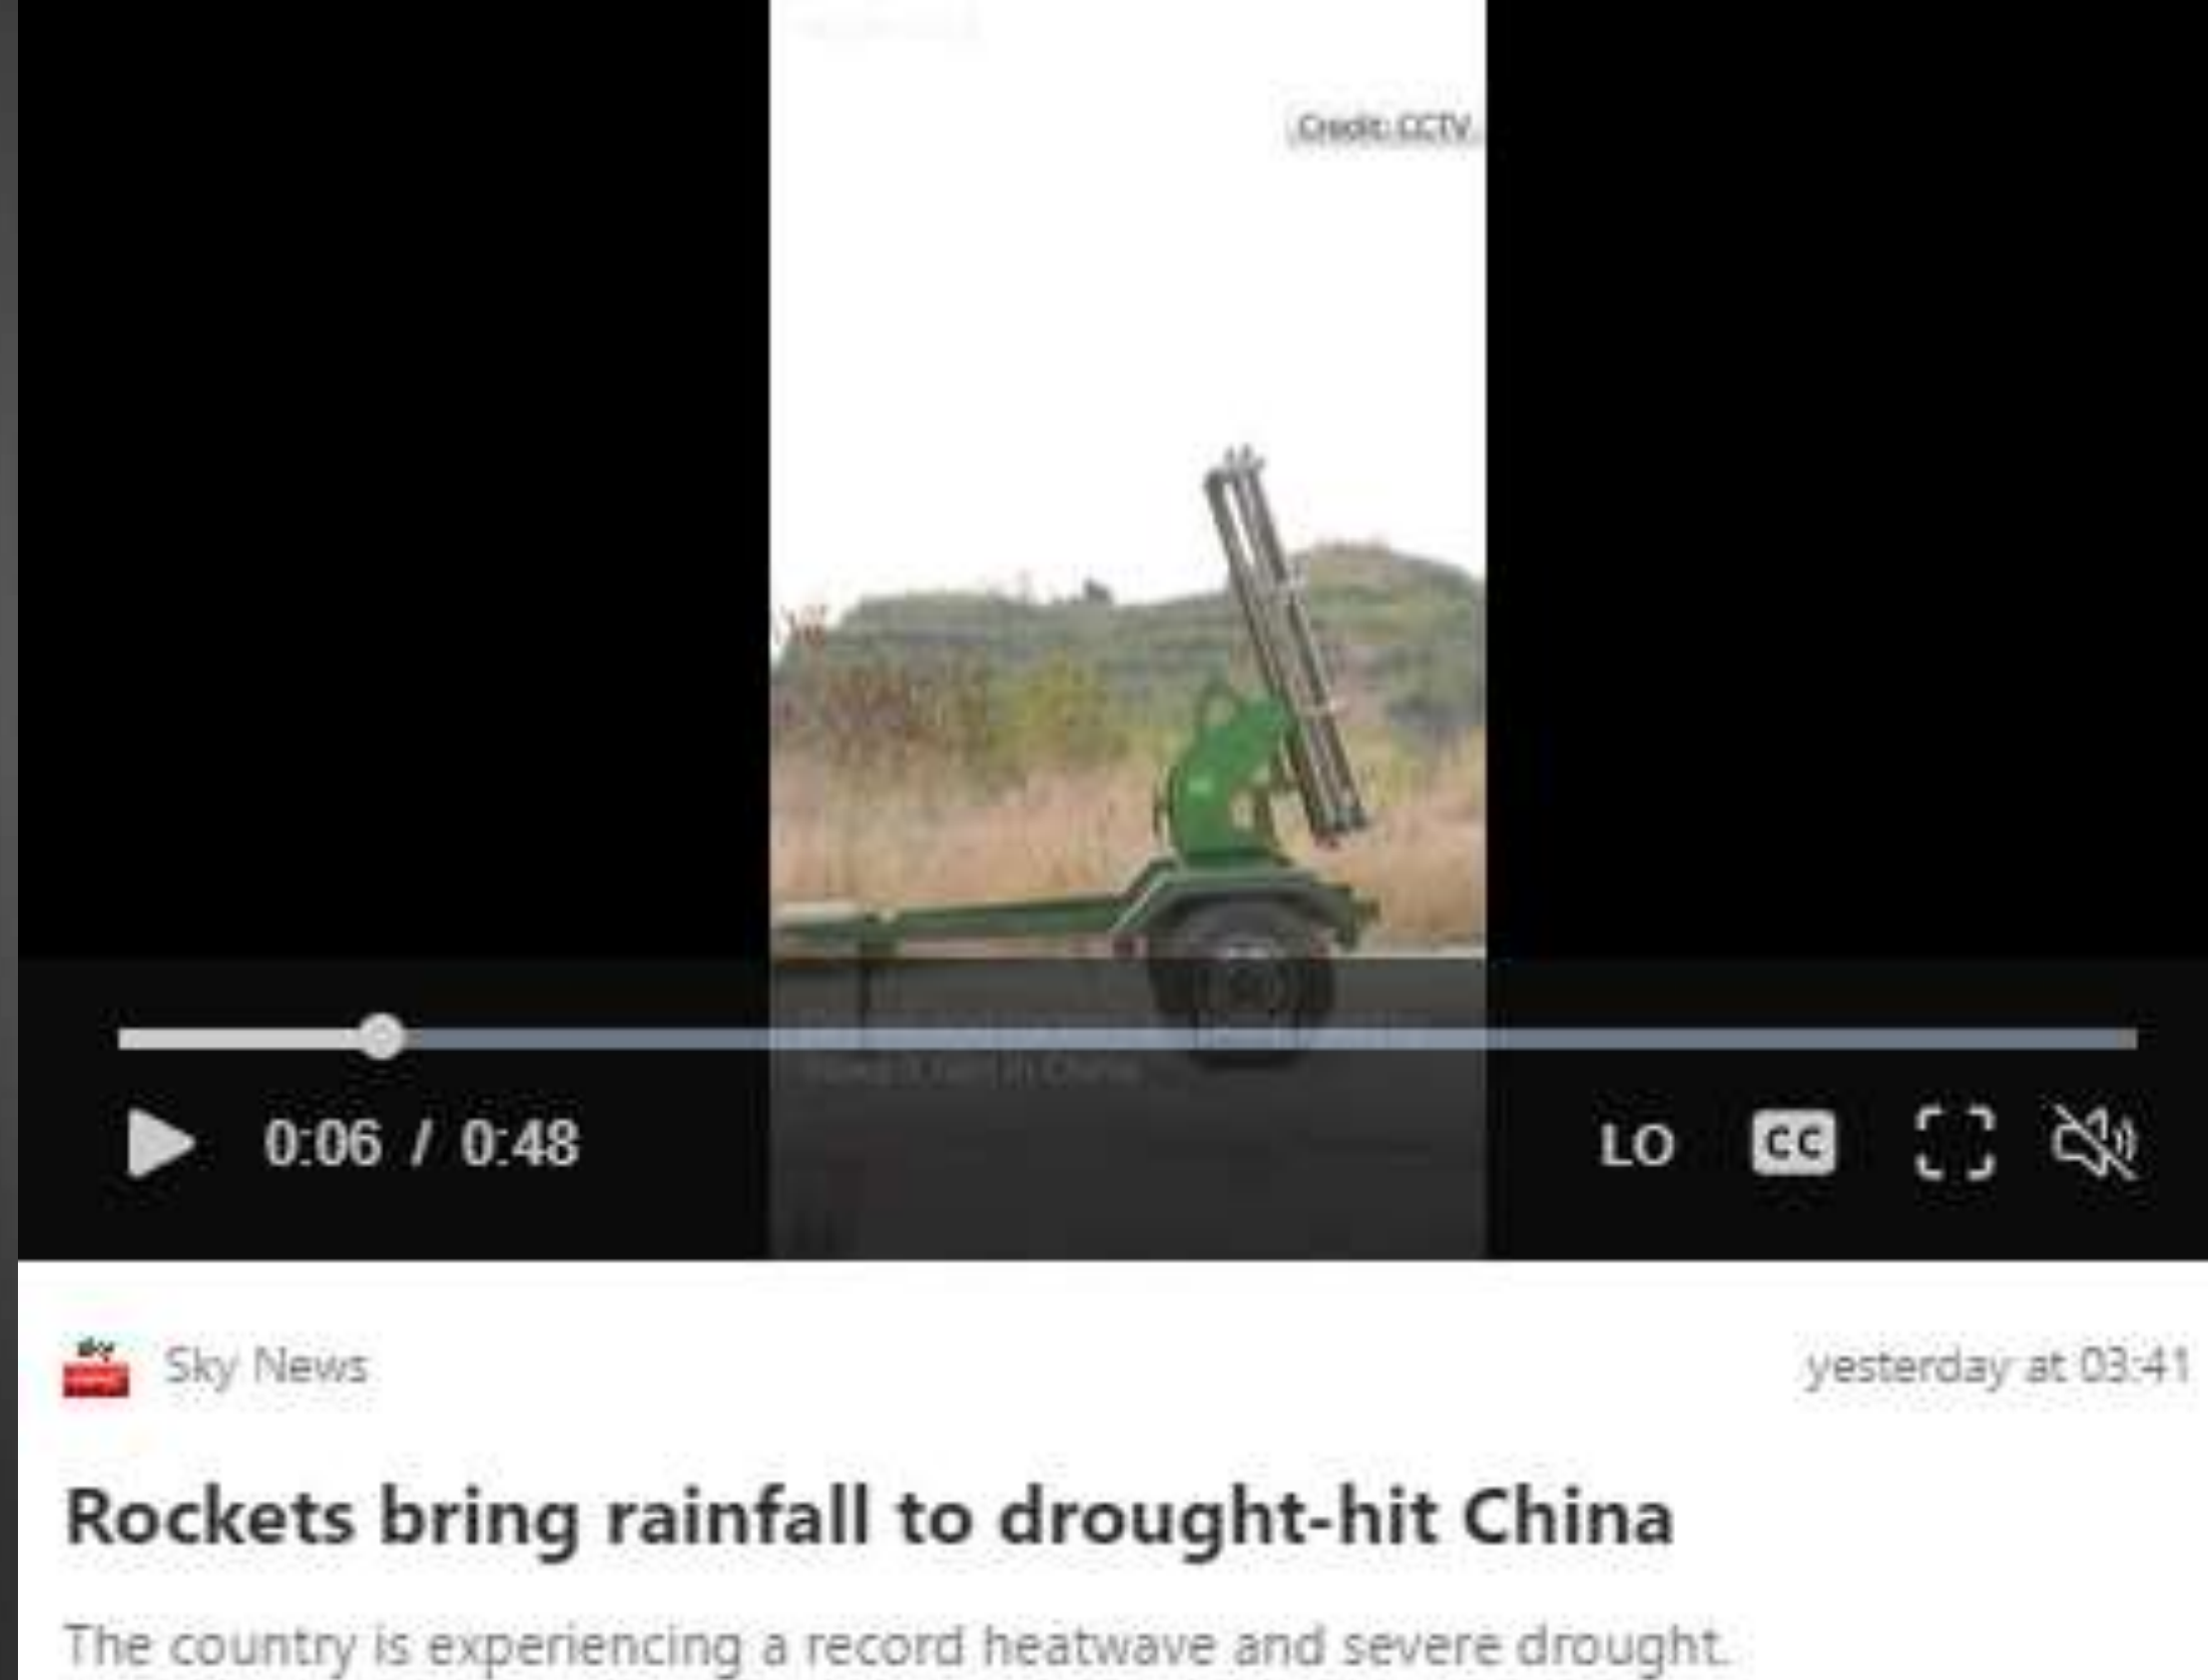 Credit: CCTV
0:06 / 0:48
LO
CC
sky
Sky News
yesterday at 03:41
Rockets bring rainfall to drought-hit China
The country is experiencing a record heatwave and severe drought.